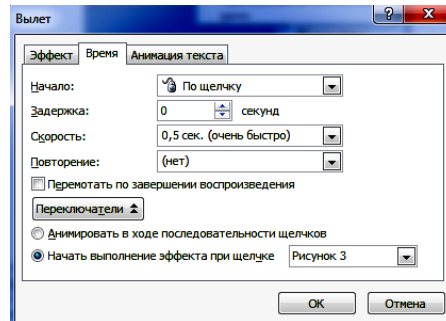 Вылет
Эффект Время Анимация текста
Начало: По щелчку
Задержка: 0 секунд
Скорость: 0,5 сек. (очень быстро)
Повторение: (нет)
Перемотать по завершении воспроизведения
Переключатели
Анимировать в ходе последовательности щелчков
Начать выполнение эффекта при щелчке Рисунок 3
ОК Отмена